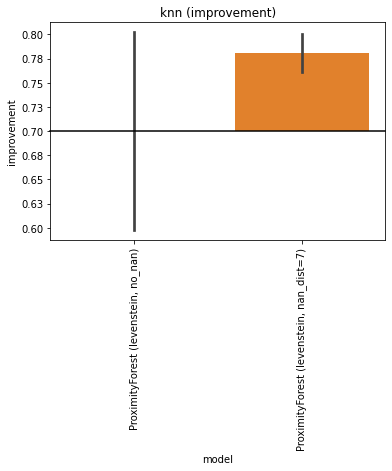 knn (improvement)
improvement
0.80
0.78
0.75
0.73
0.70
0.68
0.65
0.63
0.60
ProximityForest (levenstein, no_nan)
ProximityForest (levenstein, nan_dist=7)
model